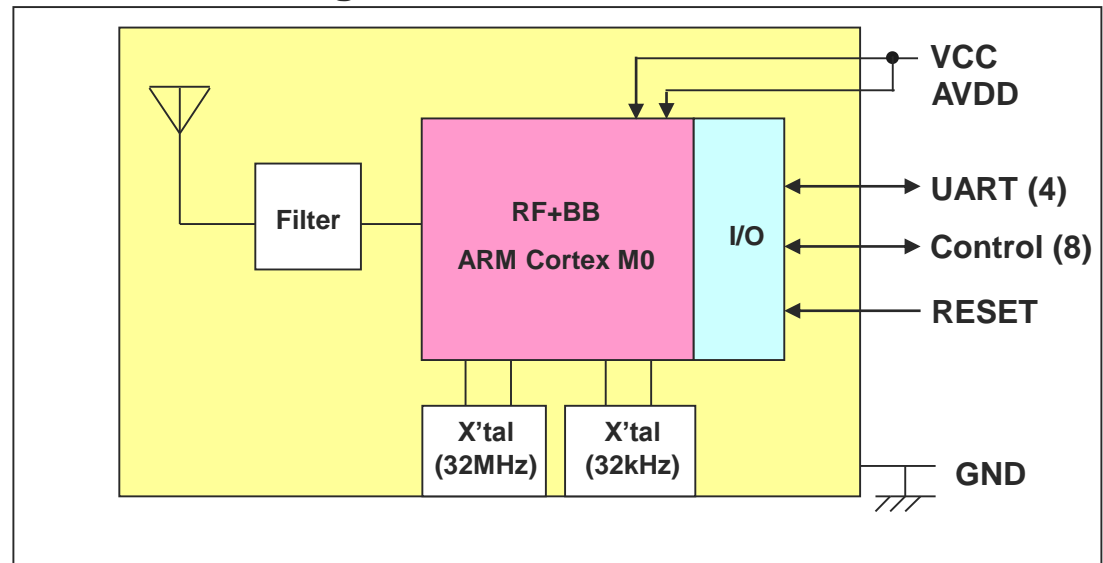 VCC
AVDD
Filter
RF+BB
ARM Cortex M0
I/O
UART (4)
Control (8)
RESET
X’tal
(32MHz)
X’tal
(32kHz)
GND